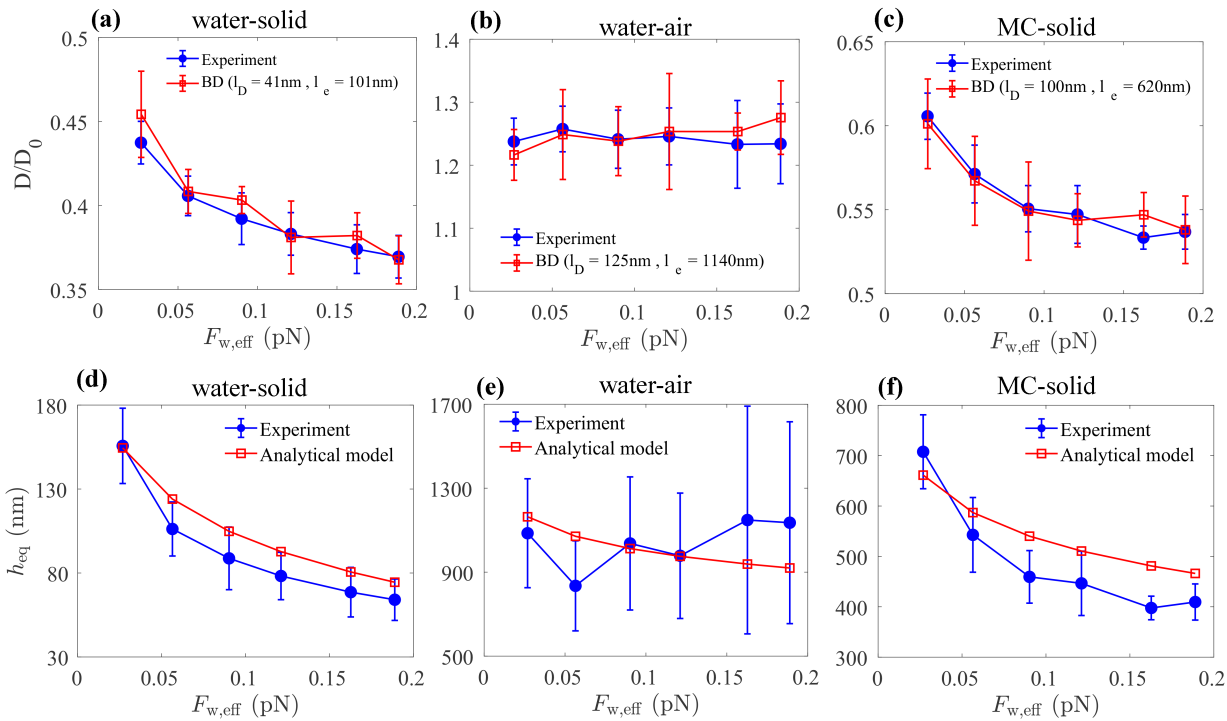 (a) water-solid
0.5
0.45
0.4
0.35
D/D0
Experiment
BD (lD = 41nm , le = 101nm)
0 0.05 0.1 0.15 0.2
Fw,eff (pN)
(b) water-air
1.4
1.3
1.2
1.1
1
Experiment
BD (lD = 125nm , le = 1140nm)
0 0.05 0.1 0.15 0.2
Fw,eff (pN)
(c) MC-solid
0.65
0.6
0.55
0.5
Experiment
BD (lD = 100nm , le = 620nm)
0 0.05 0.1 0.15 0.2
Fw,eff (pN)
(d) water-solid
180
130
80
30
heq (nm)
Experiment
Analytical model
0 0.05 0.1 0.15 0.2
Fw,eff (pN)
(e) water-air
1700
1300
900
500
Experiment
Analytical model
0 0.05 0.1 0.15 0.2
Fw,eff (pN)
(f) MC-solid
800
700
600
500
400
300
Experiment
Analytical model
0 0.05 0.1 0.15 0.2
Fw,eff (pN)